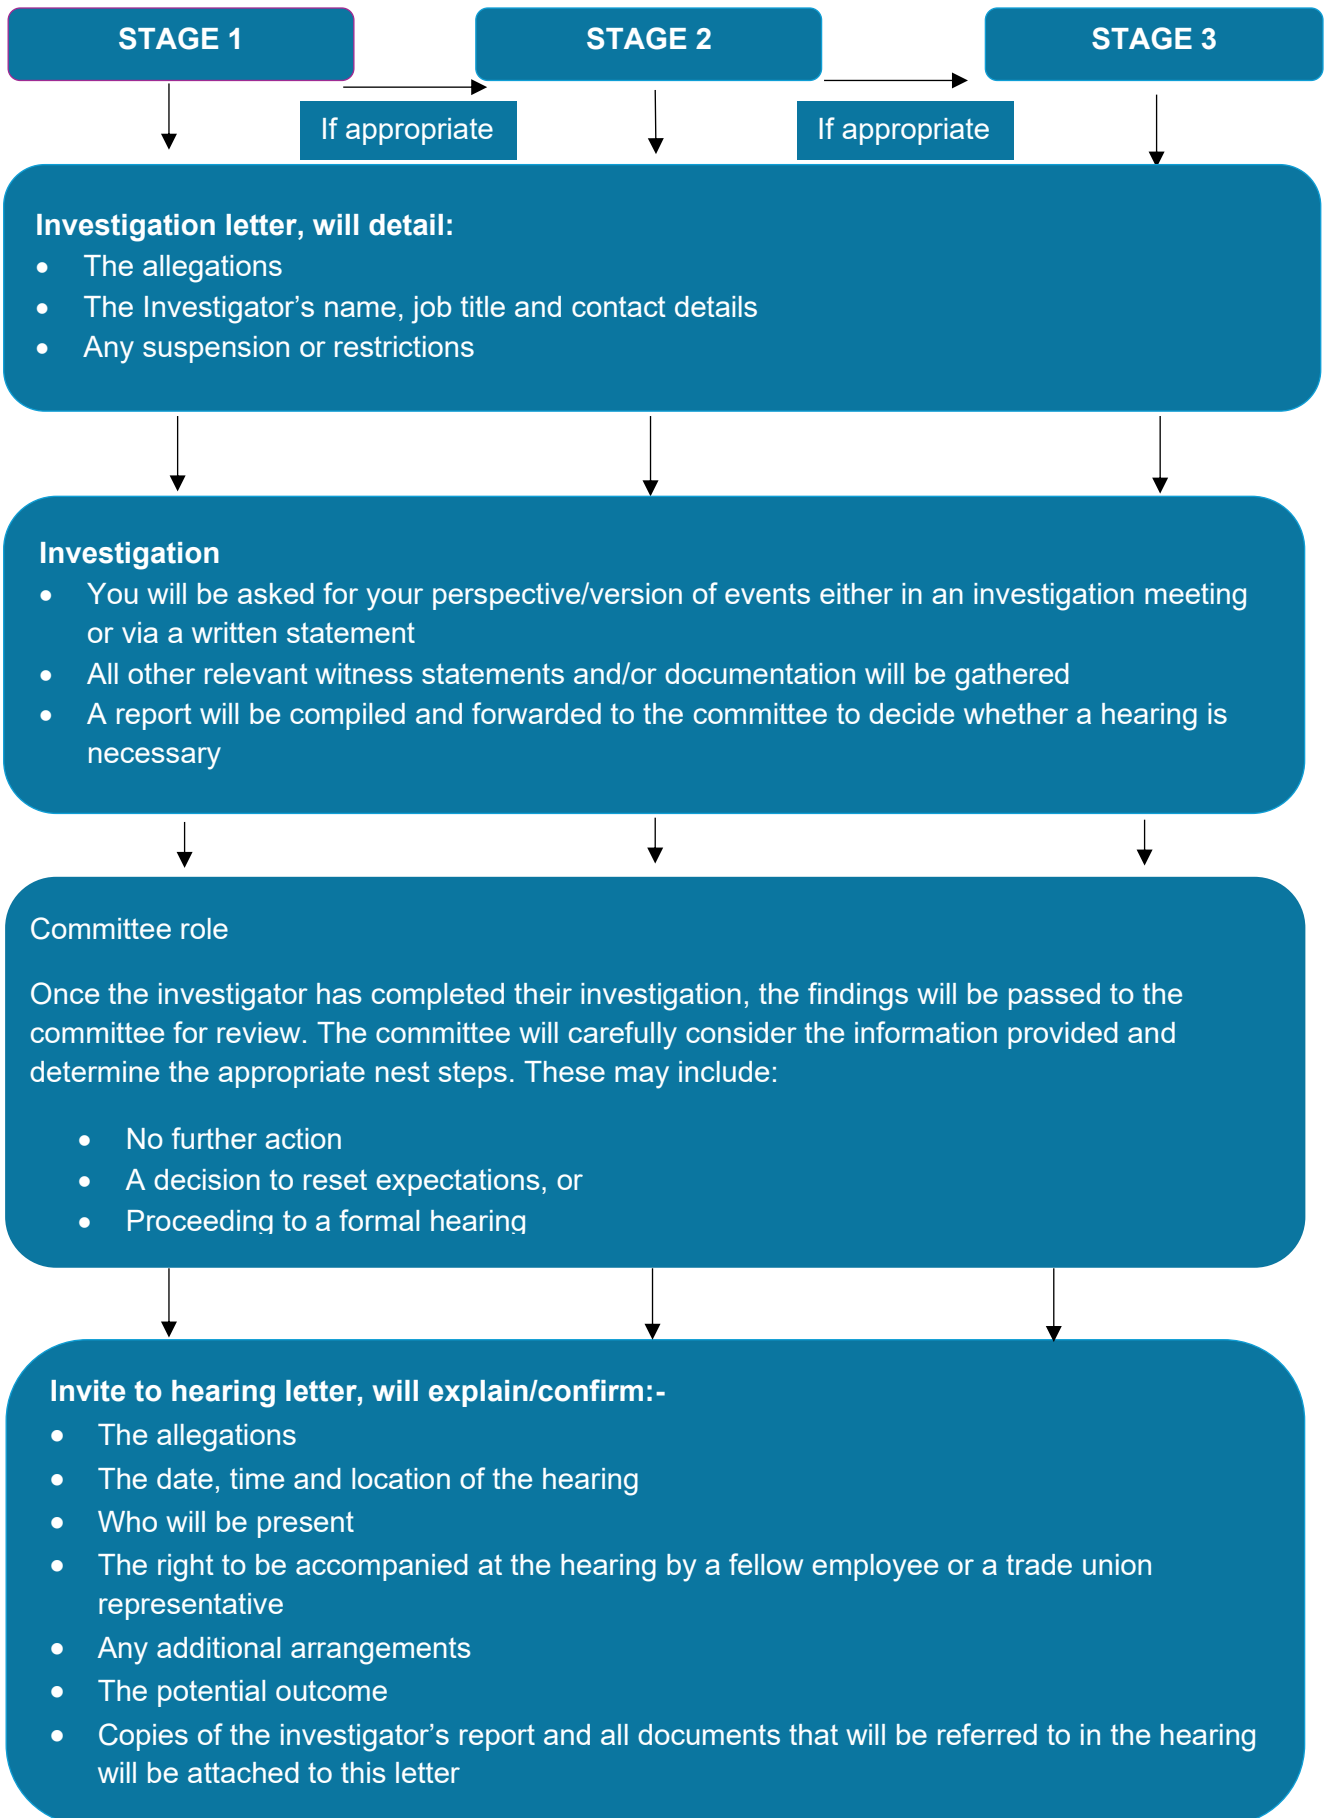 STAGE 1
STAGE 2
STAGE 3
If appropriate
If appropriate
Investigation letter, will detail:
• The allegations
• The Investigator’s name, job title and contact details
• Any suspension or restrictions
Investigation
• You will be asked for your perspective/version of events either in an investigation meeting
or via a written statement
• All other relevant witness statements and/or documentation will be gathered
• A report will be compiled and forwarded to the committee to decide whether a hearing is
necessary
Committee role
Once the investigator has completed their investigation, the findings will be passed to the
committee for review. The committee will carefully consider the information provided and
determine the appropriate nest steps. These may include:
• No further action
• A decision to reset expectations, or
• Proceeding to a formal hearing
Invite to hearing letter, will explain/confirm:-
• The allegations
• The date, time and location of the hearing
• Who will be present
• The right to be accompanied at the hearing by a fellow employee or a trade union
representative
• Any additional arrangements
• The potential outcome
• Copies of the investigator’s report and all documents that will be referred to in the hearing
will be attached to this letter